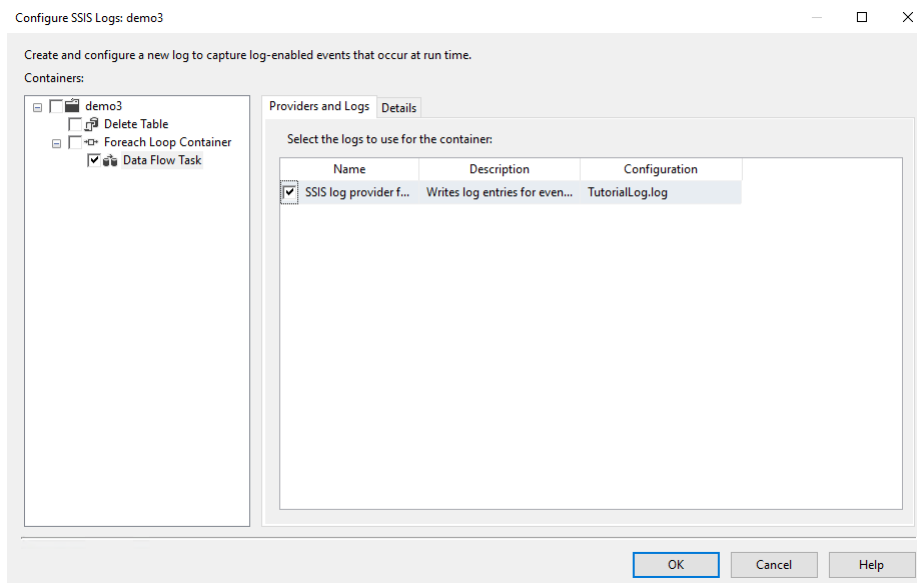 Configure SSIS Logs: demo3
Create and configure a new log to capture log-enabled events that occur at run time.
Containers:
demo3
Delete Table
Foreach Loop Container
Data Flow Task
Providers and Logs Details
Select the logs to use for the container:
Name Description Configuration
SSIS log provider f... Writes log entries for even... TutorialLog.log
OK Cancel Help